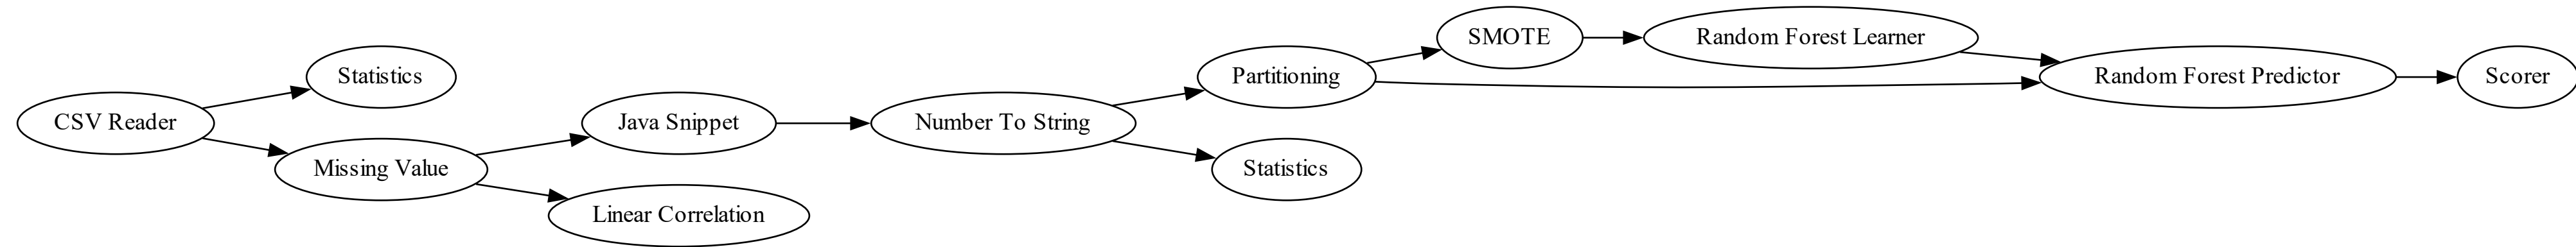 CSV Reader
Statistics
Missing Value
Java Snippet
Linear Correlation
Number To String
Partitioning
Statistics
SMOTE
Random Forest Learner
Random Forest Predictor
Scorer